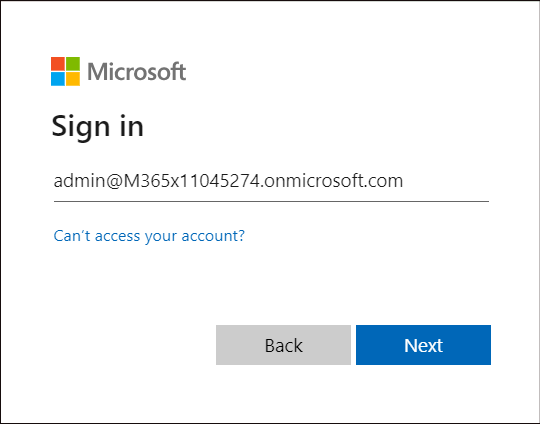 Microsoft
Sign in
admin@M365x11045274.onmicrosoft.com
Can't access your account?
Back
Next